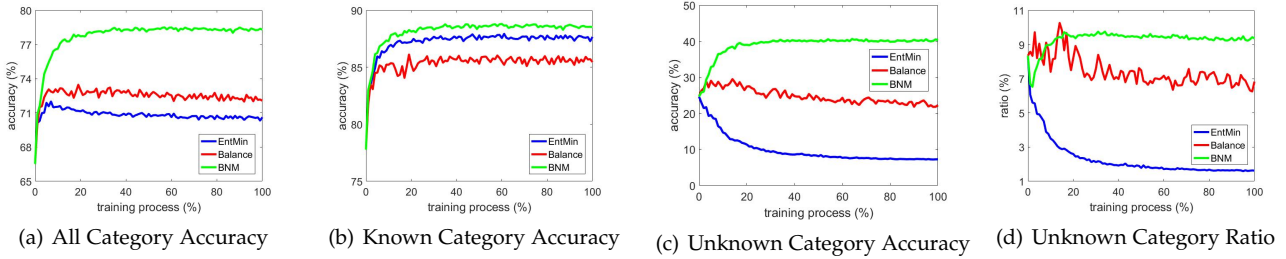 80
77
74
71
68
65
accuracy (%)
0 20 40 60 80 100
training process (%)
EntMin
Balance
BNM
(a) All Category Accuracy
90
85
80
75
accuracy (%)
0 20 40 60 80 100
training process (%)
EntMin
Balance
BNM
(b) Known Category Accuracy
50
40
30
20
10
0
accuracy (%)
0 20 40 60 80 100
training process (%)
EntMin
Balance
BNM
(c) Unknown Category Accuracy
11
9
7
5
3
1
ratio (%)
0 20 40 60 80 100
training process (%)
EntMin
Balance
BNM
(d) Unknown Category Ratio